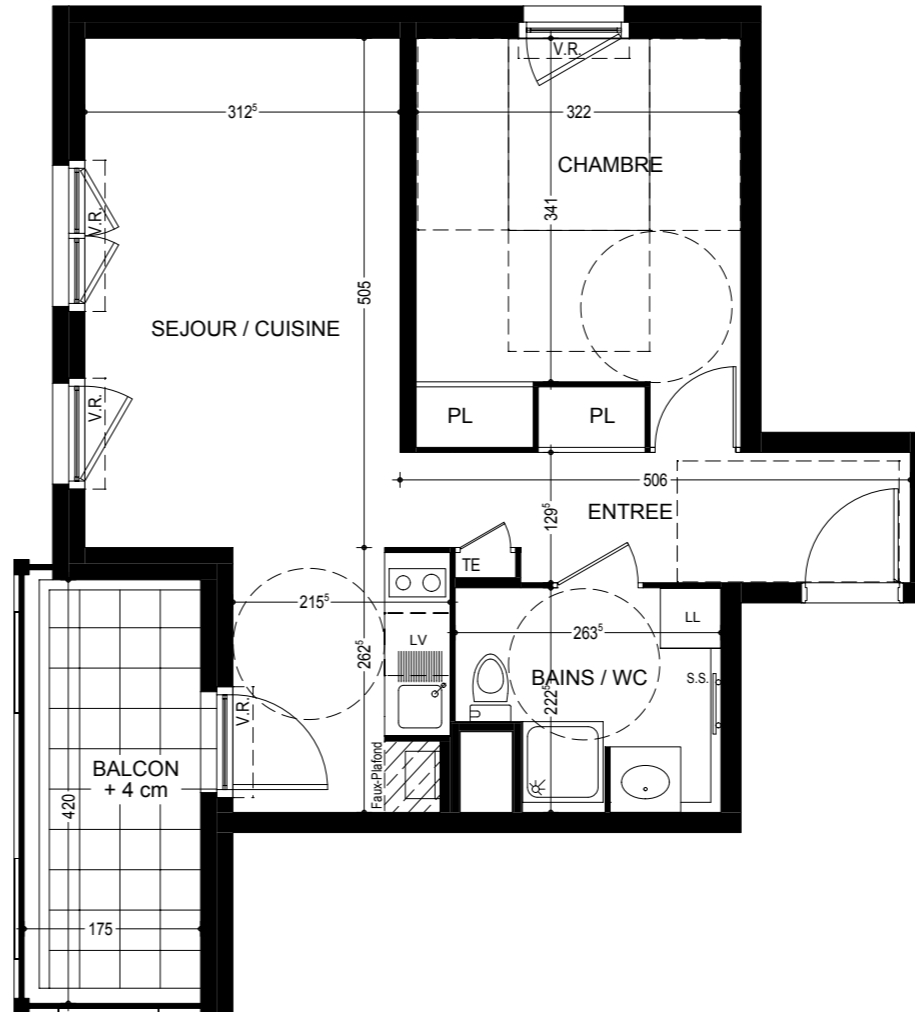 V.R.
312⁵
322
CHAMBRE
341
V.R.
505
SEJOUR / CUISINE
V.R.
PL
PL
506
ENTREE
129⁵
TE
215⁵
LV
262⁵
263⁵
LL
BAINS / WC
S.S.
222⁵
V.R.
BALCON
+ 4 cm
Faux-Plafond
420
175